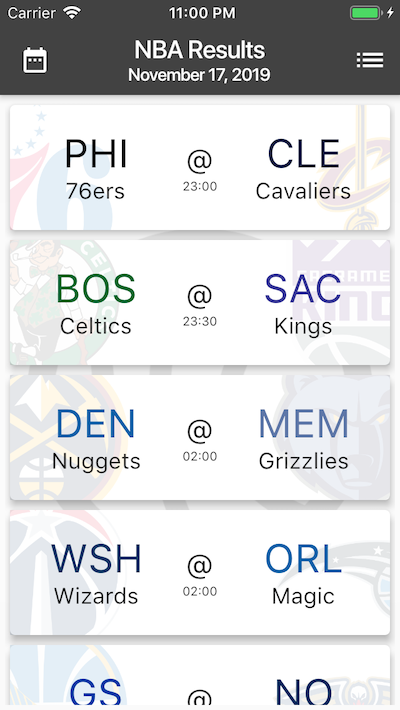 Carrier 11:00 PM
NBA Results
November 17, 2019
PHI @ CLE
76ers 23:00 Cavaliers
BOS @ SAC
Celtics 23:30 Kings
DEN @ MEM
Nuggets 02:00 Grizzlies
WSH @ ORL
Wizards 02:00 Magic
GS @ NO